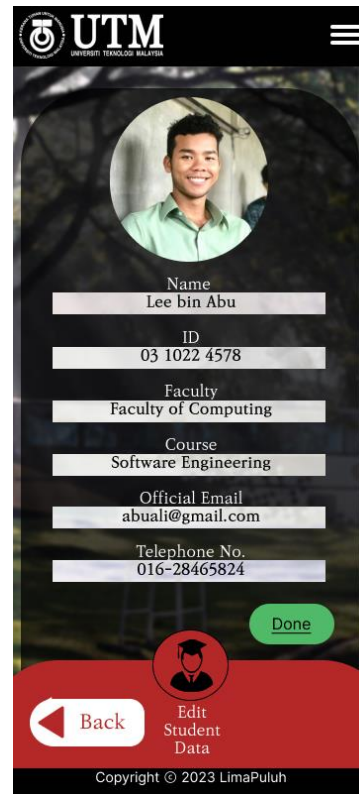 UTM
UNIVERSITI TEKNOLOGI MALAYSIA
Name
Lee bin Abu
ID
03 1022 4578
Faculty
Faculty of Computing
Course
Software Engineering
Official Email
abuali@gmail.com
Telephone No.
016-28465824
Done
Back
Edit
Student
Data
Copyright © 2023 LimaPuluh